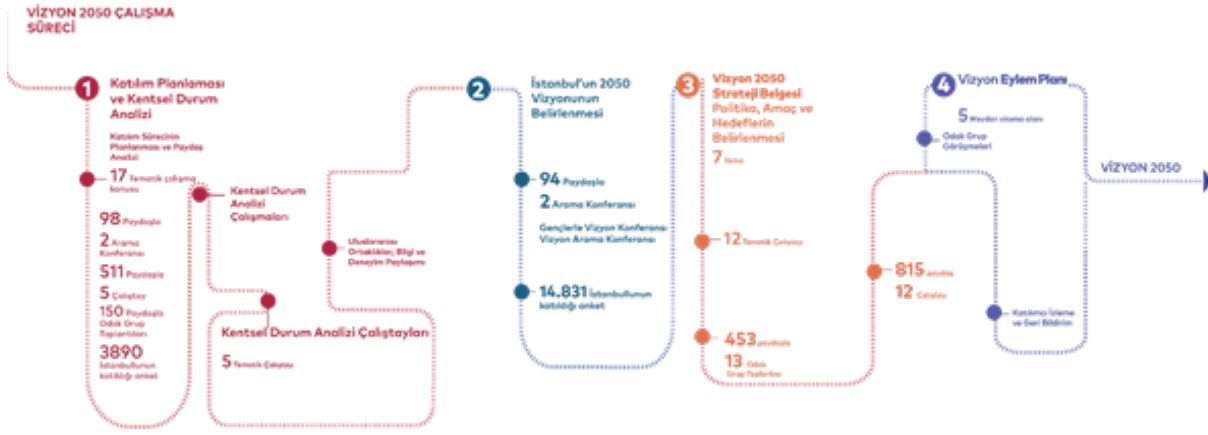 VİZYON 2050 ÇALIŞMA
SÜRECİ
1
Katılım Planlaması
ve Kentsel Durum
Analizi
Katılım Sürecinin
Planlanması ve Paydaş
Analizi
17 Tematik çalışma
konusu
98 Paydaşla
2 Arama
Konferansı
511 Paydaşla
5 Çalıştay
150 Paydaşla
Odak Grup
Toplantıları
3890
İstanbullunun
katıldığı anket
Kentsel Durum
Analizi
Çalışmaları
Kentsel Durum Analizi Çalıştayları
5 Tematik Çalıştay
Uluslararası
Ortaklıklar, Bilgi ve
Deneyim Paylaşımı
2
İstanbul'un 2050
Vizyonunun
Belirlenmesi
94 Paydaşla
2 Arama Konferansı
Gençlerle Vizyon Konferansı
Vizyon Arama Konferansı
14.831 İstanbullunun
katıldığı anket
3
Vizyon 2050
Strateji Belgesi
Politika, Amaç ve
Hedeflerin
Belirlenmesi
7 Tema
12 Tematik Çalıştay
453 paydaşla
13 Odak
Grup Toplantısı
815 paydaş
12 Çalıştay
4
Vizyon Eylem Planı
5
Odak Grup
Görüşmeleri
Katılımcı İzleme
ve Geri Bildirim
VİZYON 2050